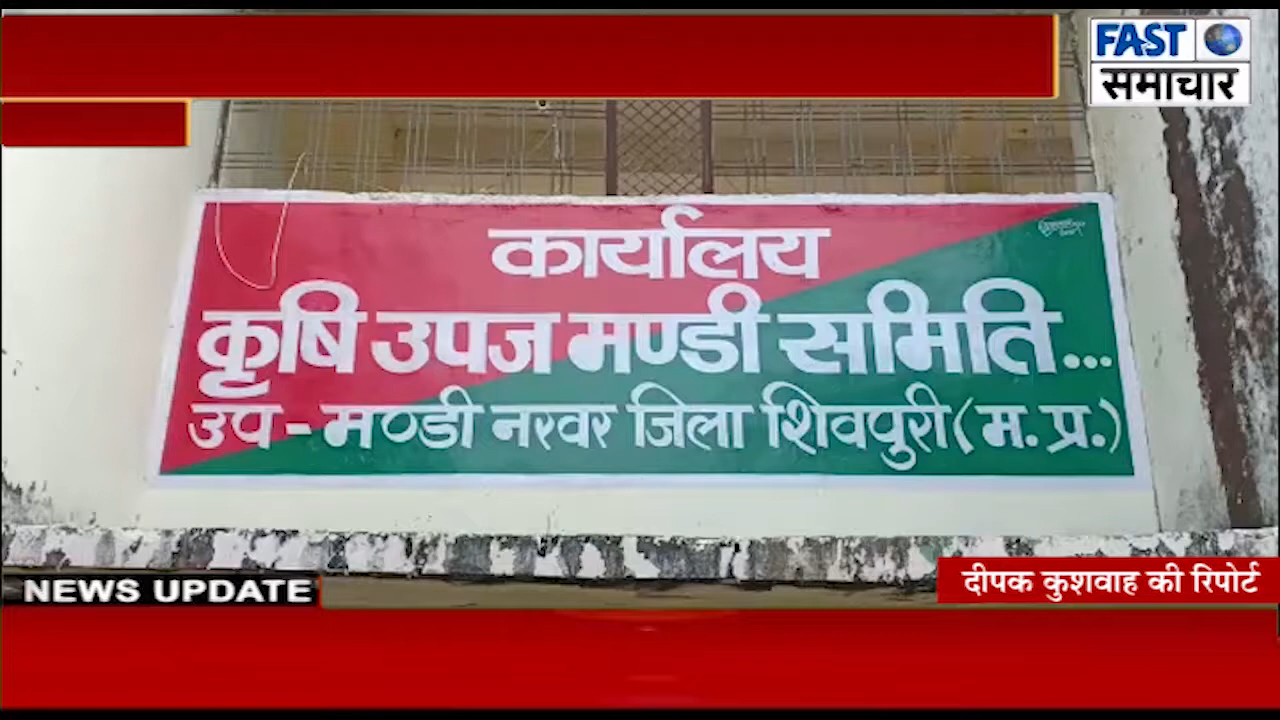 FAST
समाचार
कार्यालय
कृषि उपज मण्डी समिति...
उप - मण्डी नरवर जिला शिवपुरी (म. प्र.)
NEWS UPDATE
दीपक कुशवाह की रिपोर्ट